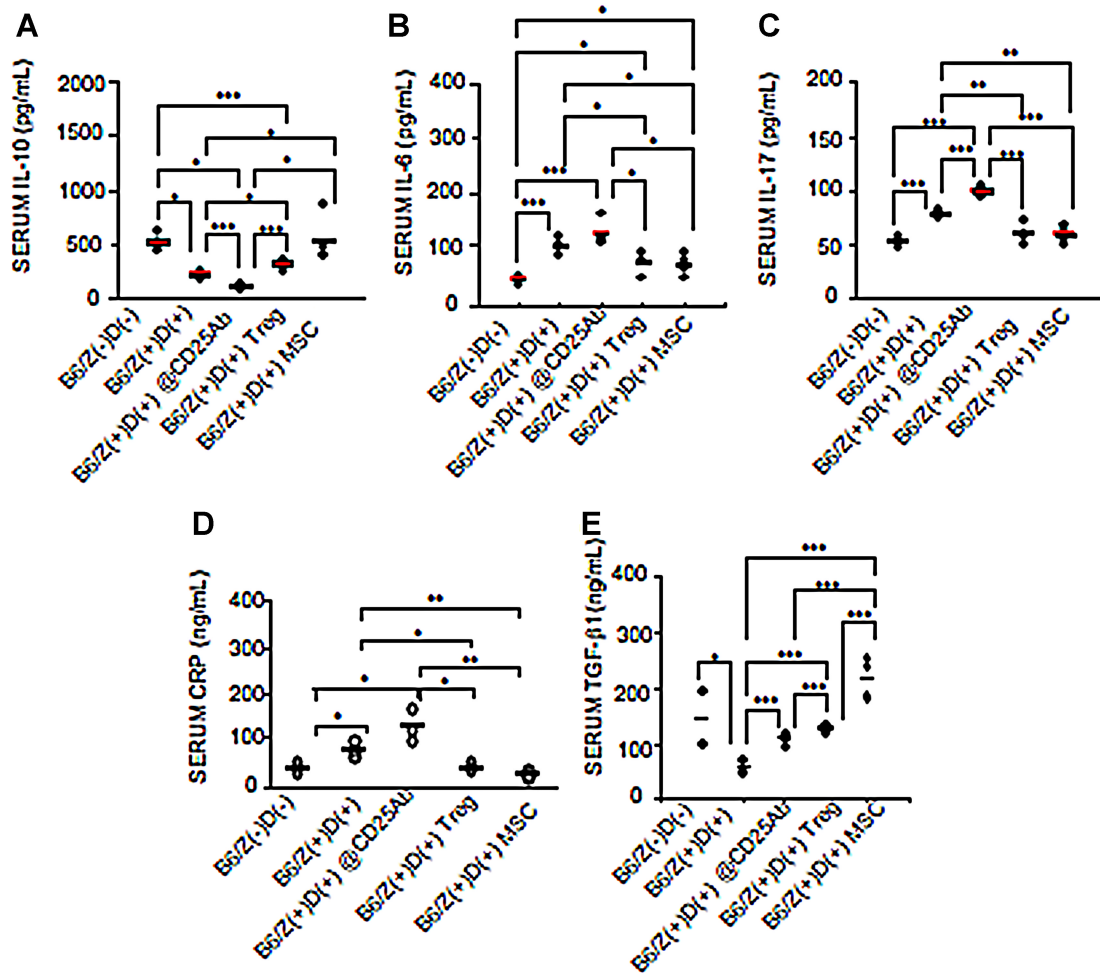 A
B
C
SERUM IL-10 (pg/mL)
2000
1500
1000
500
0
B6/Z(-)D(-)
B6/Z(+)D(+)
B6/Z(+)D(+) @CD25Ab
B6/Z(+)D(+) Treg
B6/Z(+)D(+) MSC
SERUM IL-6 (pg/mL)
400
300
200
100
0
B6/Z(-)D(-)
B6/Z(+)D(+)
B6/Z(+)D(+) @CD25Ab
B6/Z(+)D(+) Treg
B6/Z(+)D(+) MSC
SERUM IL-17 (pg/mL)
200
150
100
50
0
B6/Z(-)D(-)
B6/Z(+)D(+)
B6/Z(+)D(+) @CD25Ab
B6/Z(+)D(+) Treg
B6/Z(+)D(+) MSC
D
E
SERUM CRP (ng/mL)
400
300
200
100
0
B6/Z(-)D(-)
B6/Z(+)D(+)
B6/Z(+)D(+) @CD25Ab
B6/Z(+)D(+) Treg
B6/Z(+)D(+) MSC
SERUM TGF-β1(ng/mL)
400
300
200
100
0
B6/Z(-)D(-)
B6/Z(+)D(+)
B6/Z(+)D(+) @CD25Ab
B6/Z(+)D(+) Treg
B6/Z(+)D(+) MSC